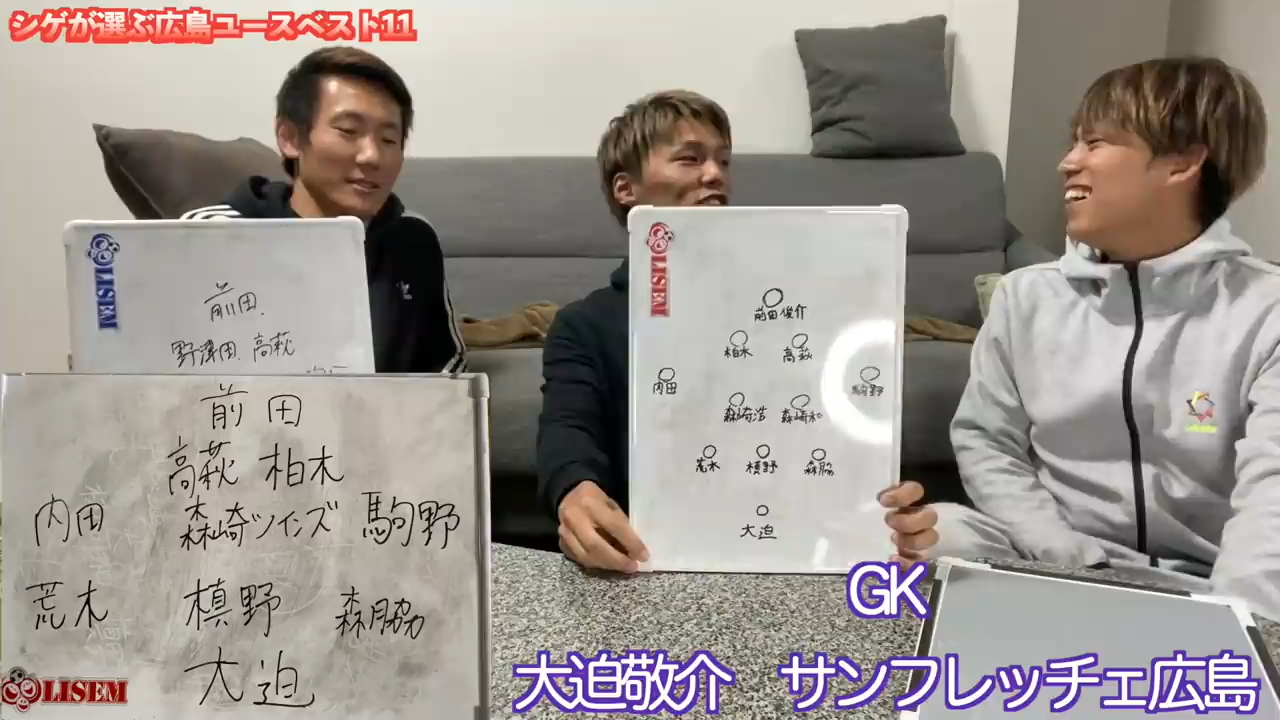 シゲが選ぶ広島ユースベスト11
LISEM
前田.
野津田. 高萩
LISEM
前田俊介
柏木 高萩
内田 駒野
森崎浩 森崎和
荒木 槙野 森脇
大迫
前田
高萩 柏木
内田 森崎ツインズ 駒野
荒木 槙野 森脇
大迫
LISEM
GK
大迫敬介 サンフレッチェ広島